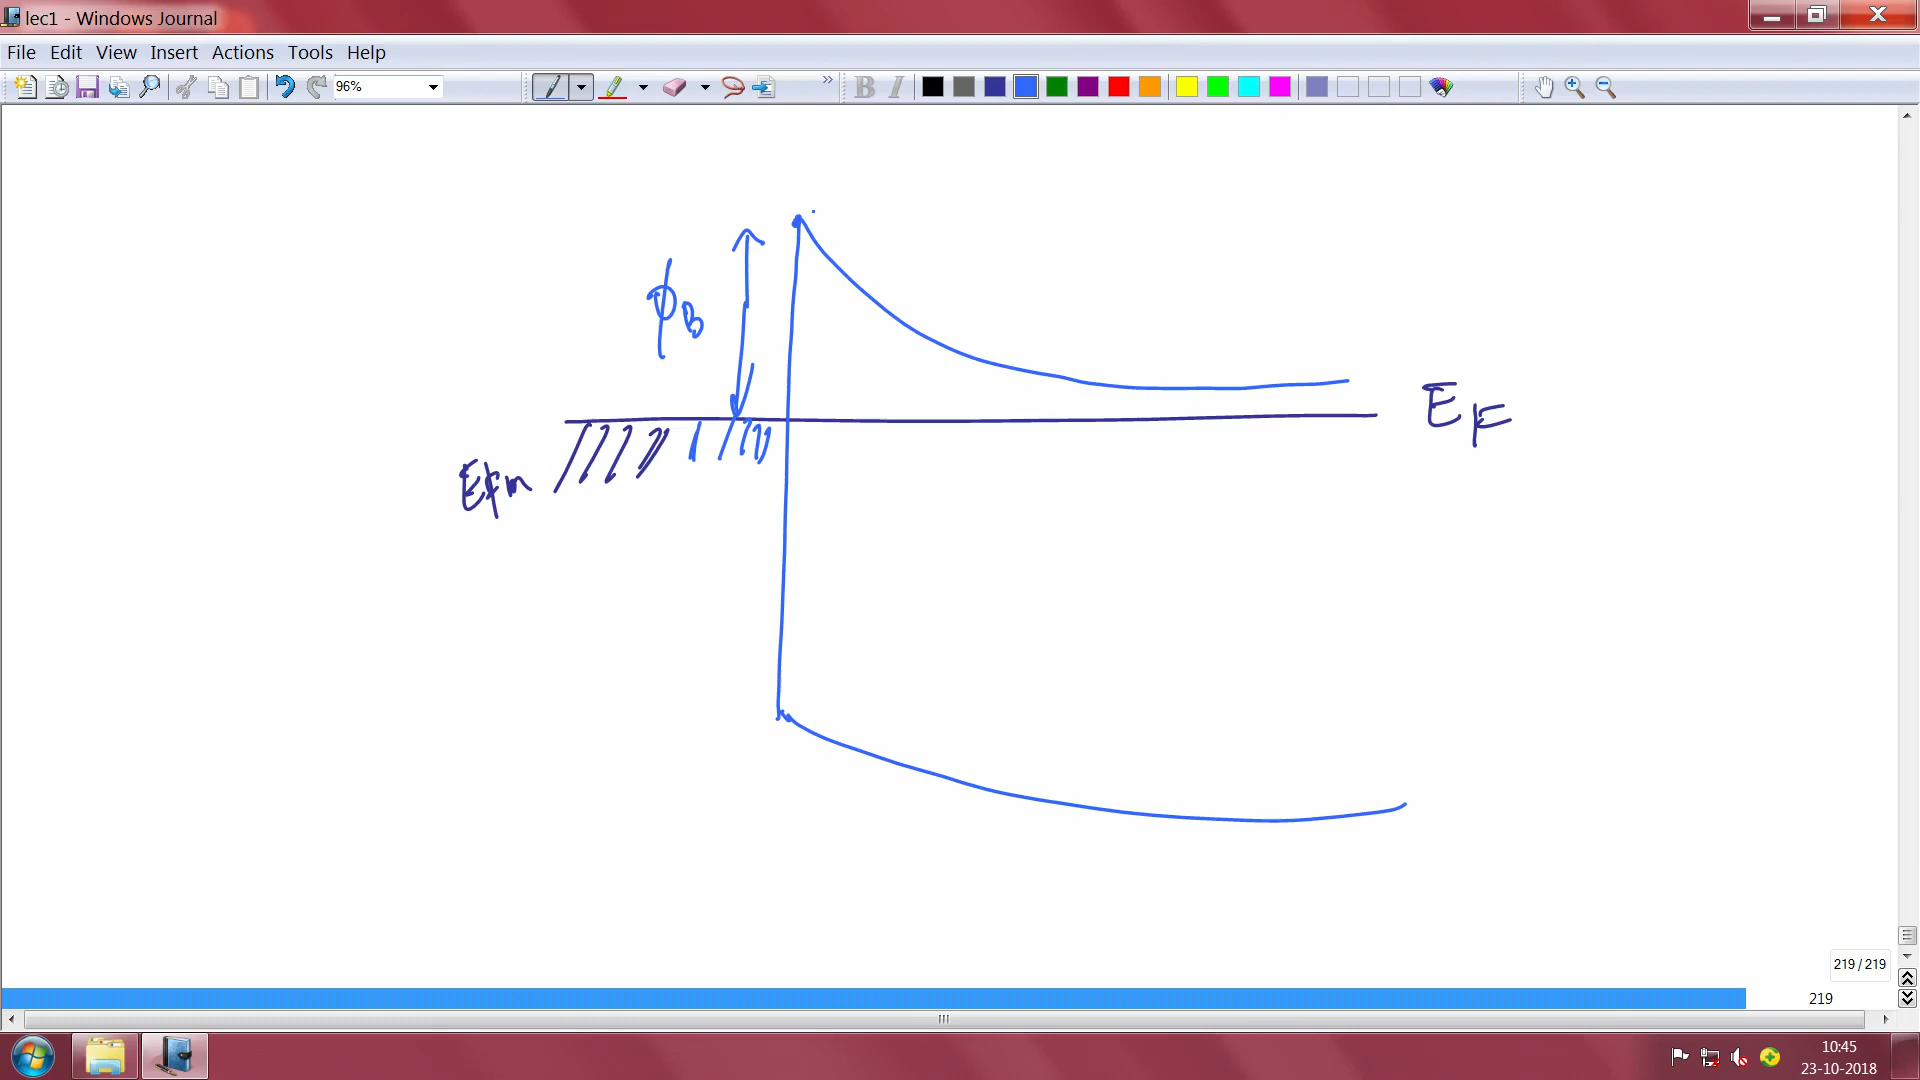 lec1 - Windows Journal
File Edit View Insert Actions Tools Help
96%
B I
ϕB
EF
Efm
219 / 219
219
10:45
23-10-2018